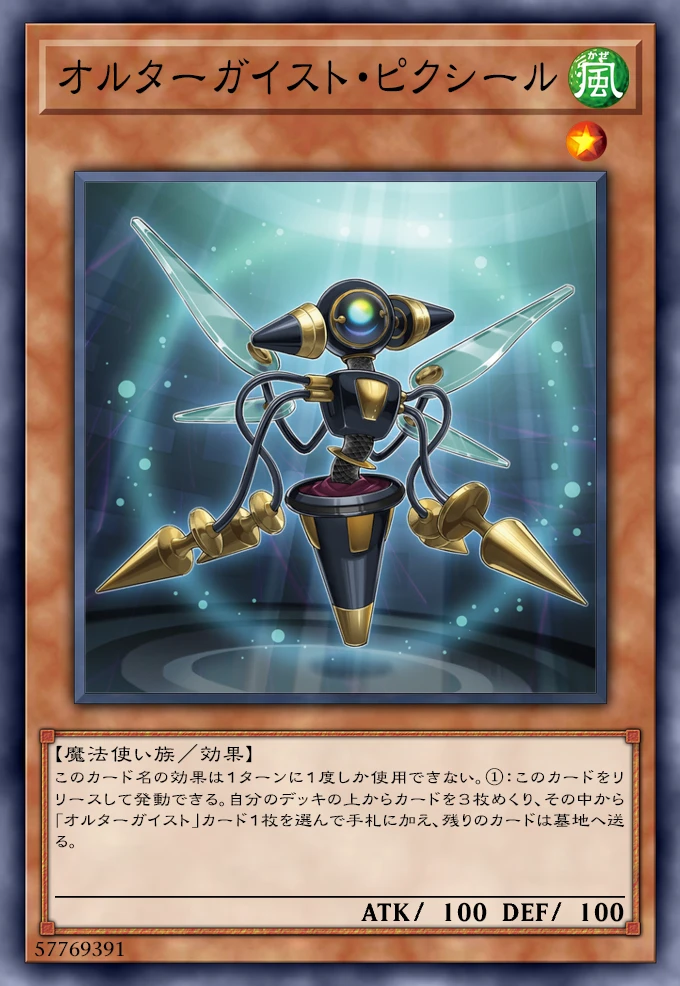 オルターガイスト・ピクシール
かぜ
風
【魔法使い族／効果】
このカード名の効果は１ターンに１度しか使用できない。①：このカードをリ
リースして発動できる。自分のデッキの上からカードを３枚めくり、その中から
「オルターガイスト」カード１枚を選んで手札に加え、残りのカードは墓地へ送
る。
ATK/ 100 DEF/ 100
57769391